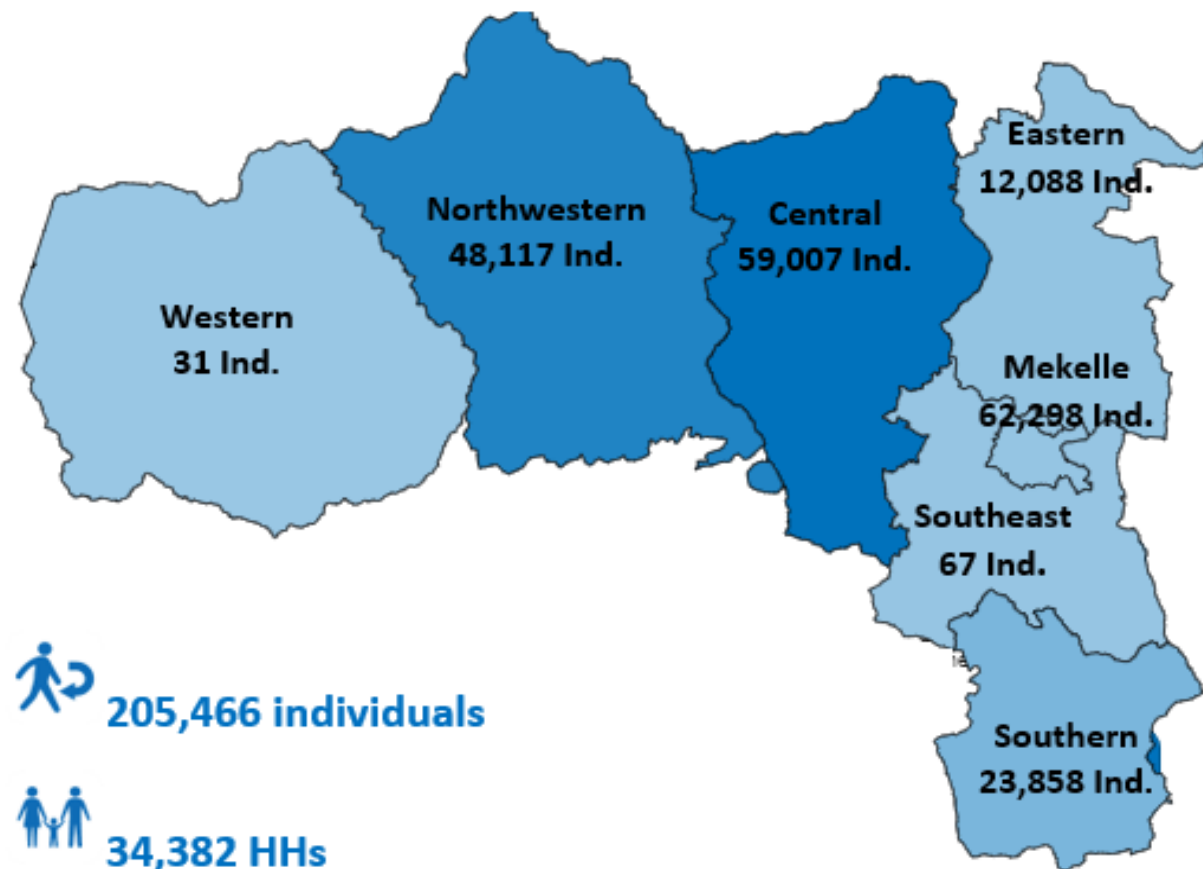 Eastern
12,088 Ind.
Northwestern
48,117 Ind.
Central
59,007 Ind.
Western
31 Ind.
Mekelle
62,298 Ind.
Southeast
67 Ind.
Southern
23,858 Ind.
205,466 individuals
34,382 HHs